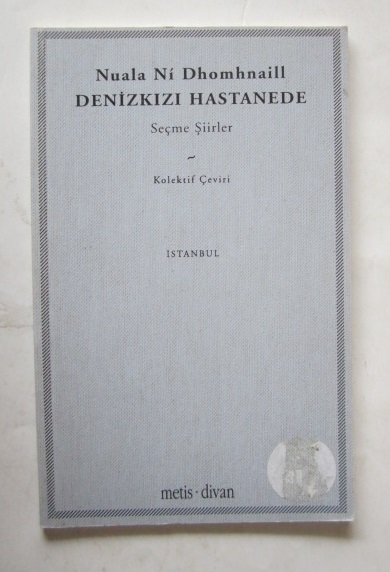 Nuala Ní Dhomhnaill
DENİZKIZI HASTANEDE
Seçme Şiirler
~
Kolektif Çeviri
İSTANBUL
metis · divan